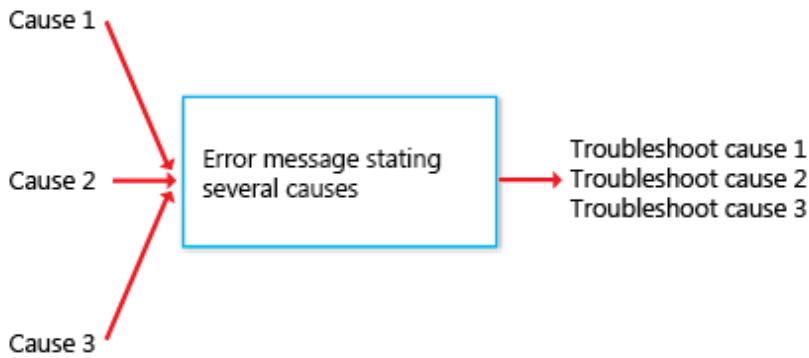 Cause 1
Cause 2
Cause 3
Error message stating
several causes
Troubleshoot cause 1
Troubleshoot cause 2
Troubleshoot cause 3